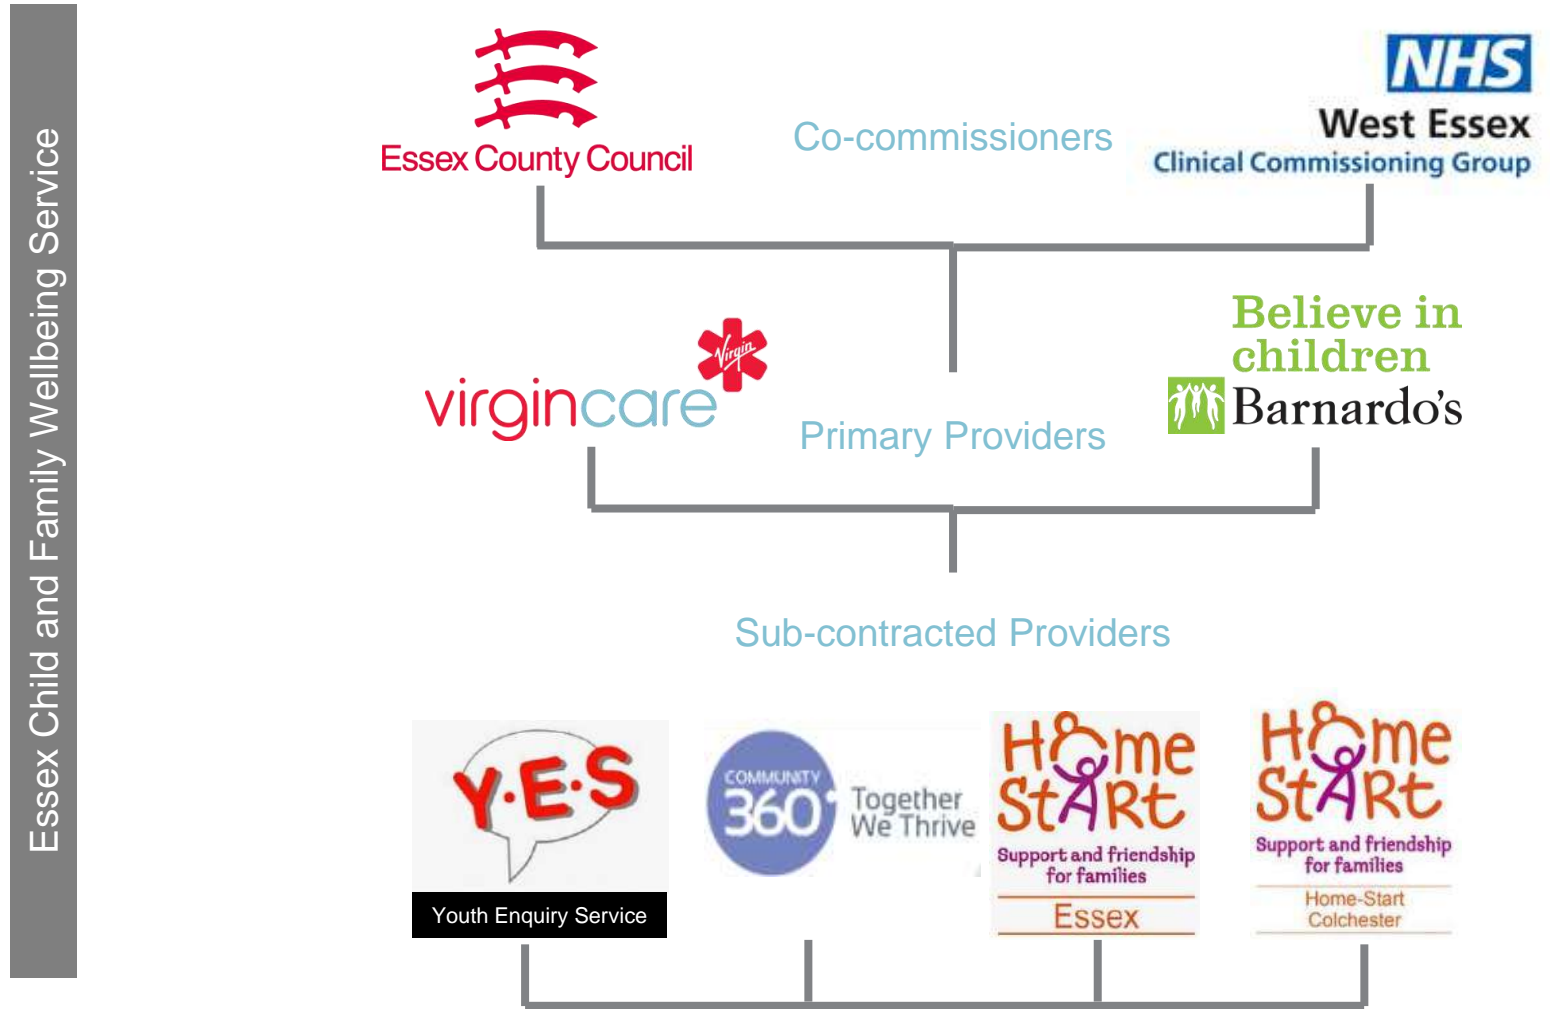 Essex Child and Family Wellbeing Service
Essex County Council
Co-commissioners
NHS
West Essex
Clinical Commissioning Group
virgincare
Virgin
Primary Providers
Believe in
children
Barnardo's
Sub-contracted Providers
Y·E·S
Youth Enquiry Service
COMMUNITY
360°
Together
We Thrive
HOme
StARt
Support and friendship
for families
Essex
HOme
StARt
Support and friendship
for families
Home-Start
Colchester